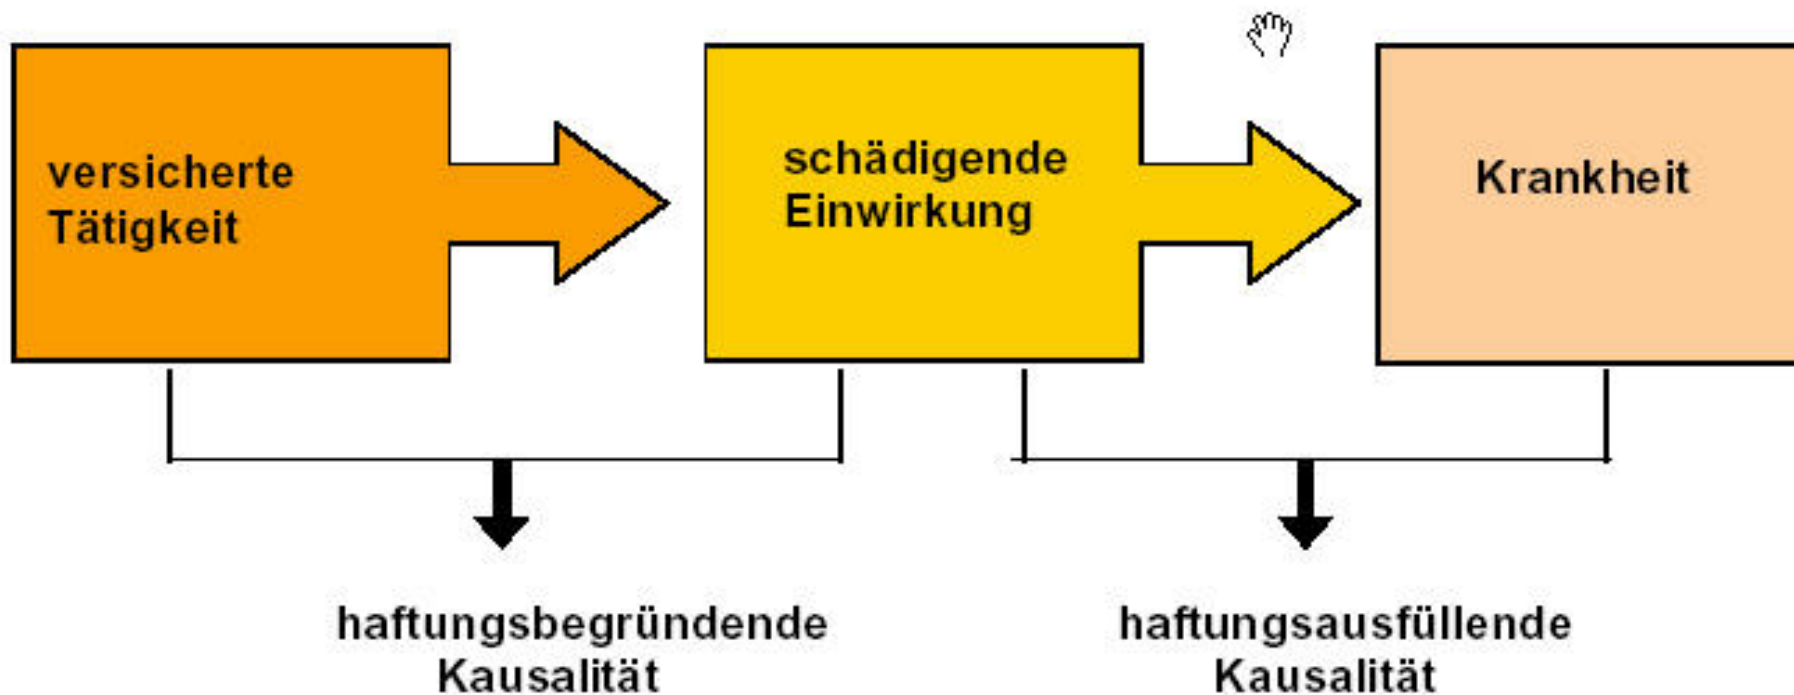 versicherte
Tätigkeit
schädigende
Einwirkung
Krankheit
haftungsbegründende
Kausalität
haftungsausfüllende
Kausalität